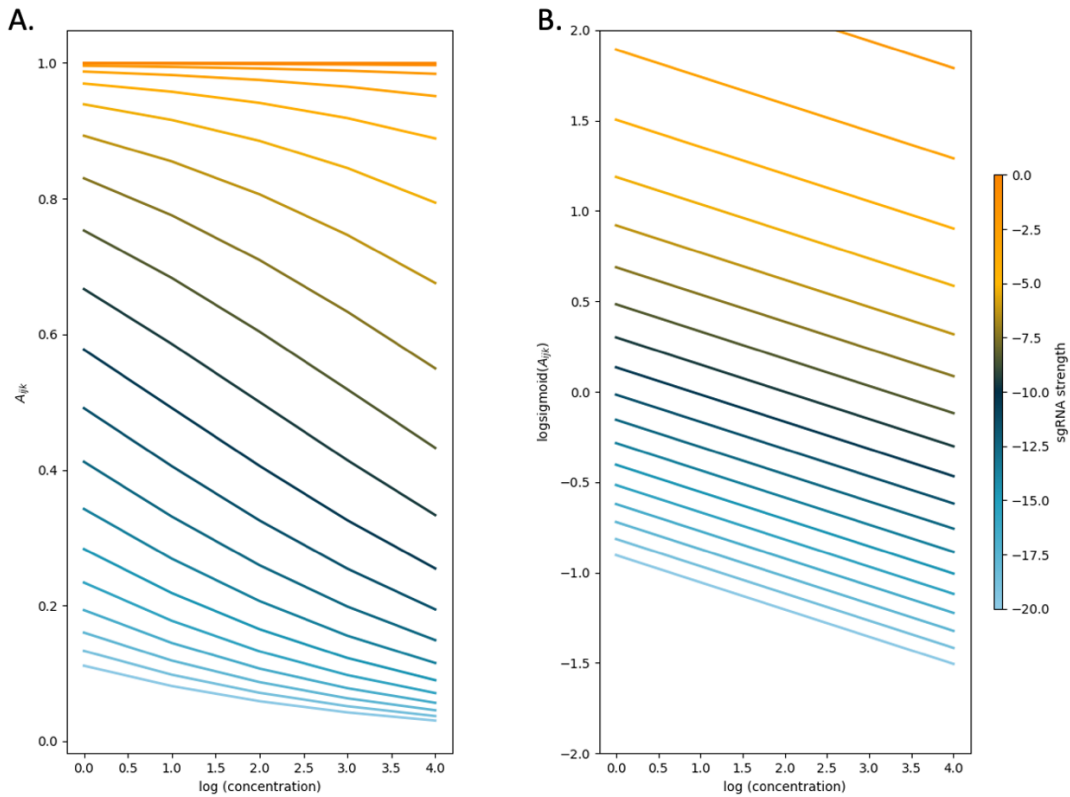 A.
1.0
0.8
0.6
0.4
0.2
0.0
A_{ijk}
0.0 0.5 1.0 1.5 2.0 2.5 3.0 3.5 4.0
log (concentration)
B.
2.0
1.5
1.0
0.5
0.0
−0.5
−1.0
−1.5
−2.0
logsigmoid(A_{ijk})
0.0 0.5 1.0 1.5 2.0 2.5 3.0 3.5 4.0
log (concentration)
0.0
−2.5
−5.0
−7.5
−10.0
−12.5
−15.0
−17.5
−20.0
sgRNA strength